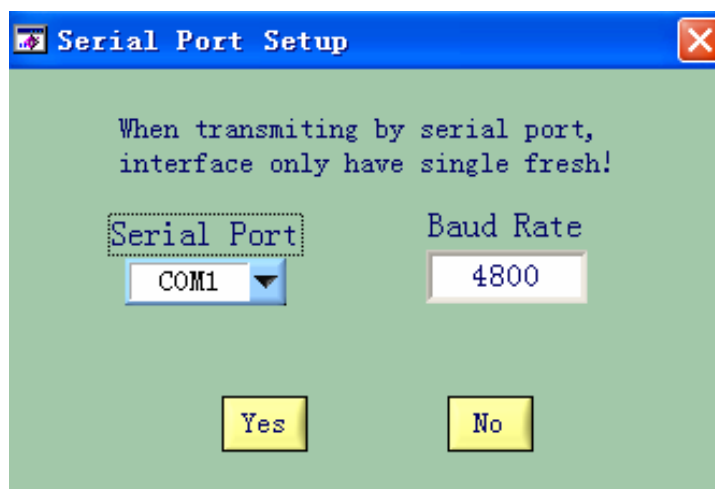 Serial Port Setup
When transmiting by serial port,
interface only have single fresh!
Serial Port
Baud Rate
COM1
4800
Yes
No